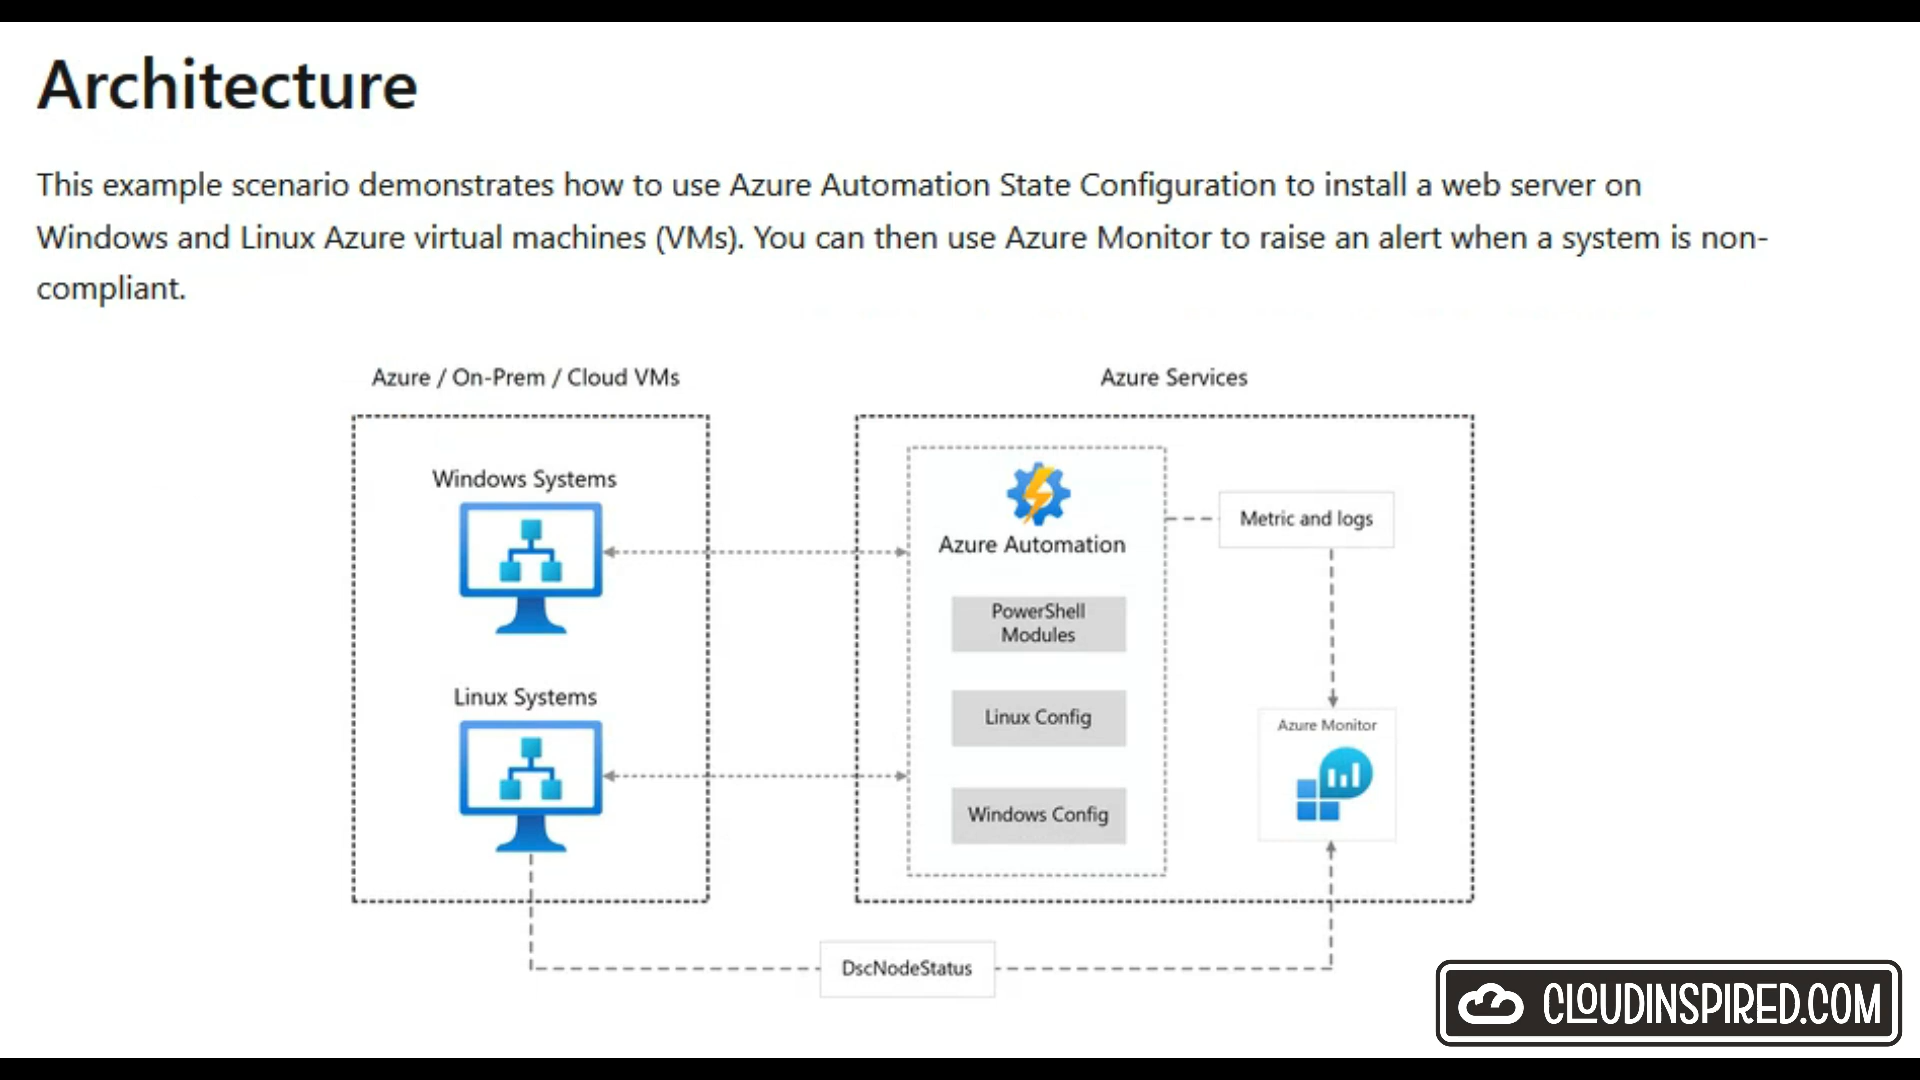 Architecture
This example scenario demonstrates how to use Azure Automation State Configuration to install a web server on
Windows and Linux Azure virtual machines (VMs). You can then use Azure Monitor to raise an alert when a system is non-
compliant.
Azure / On-Prem / Cloud VMs
Azure Services
Windows Systems
Linux Systems
Azure Automation
PowerShell
Modules
Linux Config
Windows Config
Metric and logs
Azure Monitor
DscNodeStatus
CLOUDINSPIRED.COM